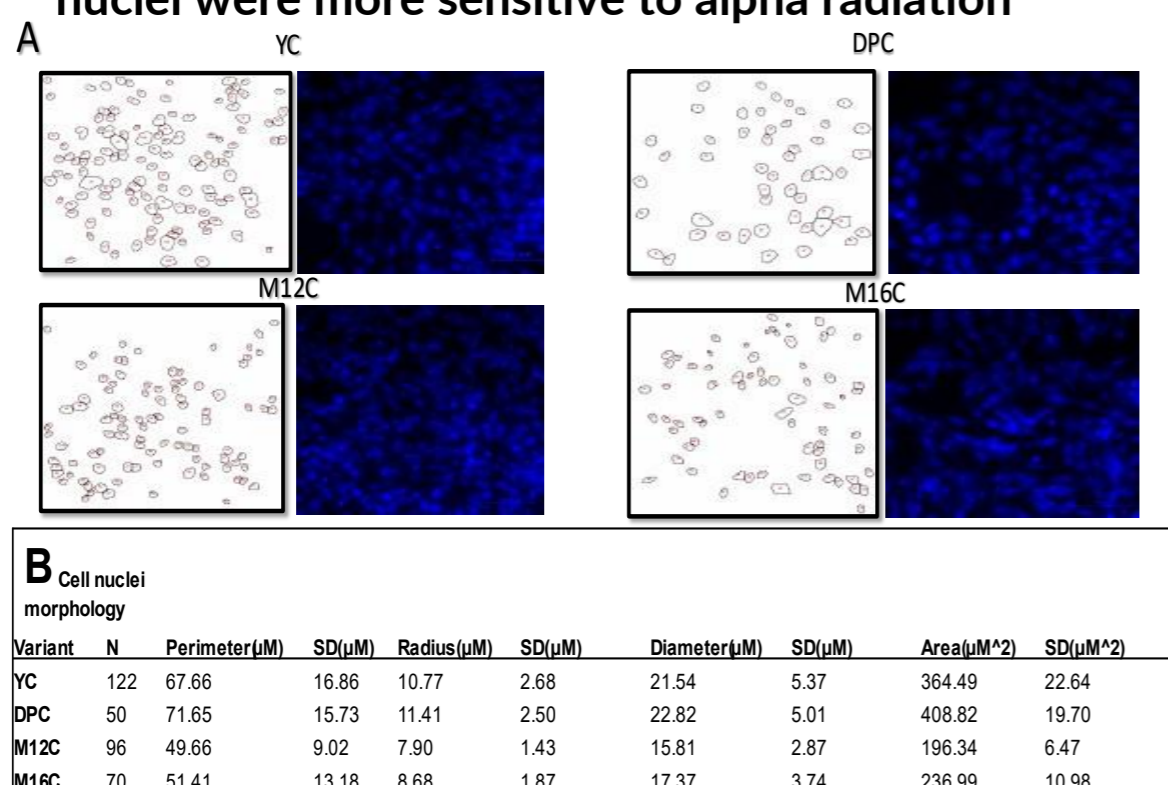 nuclei were more sensitive to alpha radiation
A
YC
DPC
M12C
M16C
B Cell nuclei
morphology
Variant N Perimeter(µM) SD(µM) Radius(µM) SD(µM) Diameter(µM) SD(µM) Area(µM^2) SD(µM^2)
YC 122 67.66 16.86 10.77 2.68 21.54 5.37 364.49 22.64
DPC 50 71.65 15.73 11.41 2.50 22.82 5.01 408.82 19.70
M12C 96 49.66 9.02 7.90 1.43 15.81 2.87 196.34 6.47
M16C 70 51.41 13.18 8.68 1.87 17.37 3.74 236.99 10.98